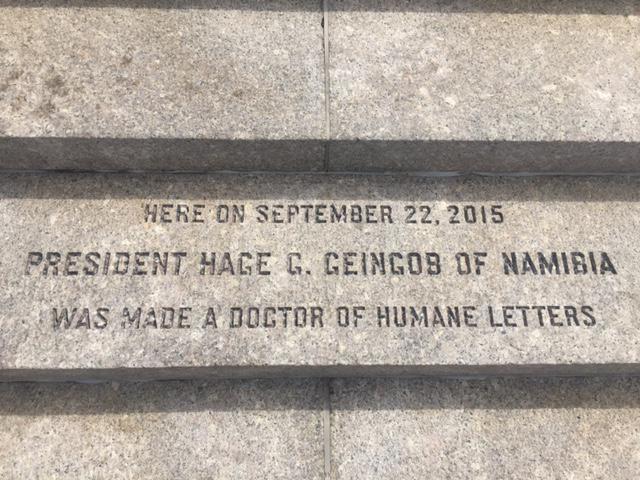 HERE ON SEPTEMBER 22, 2015
PRESIDENT HAGE G. GEINGOB OF NAMIBIA
WAS MADE A DOCTOR OF HUMANE LETTERS